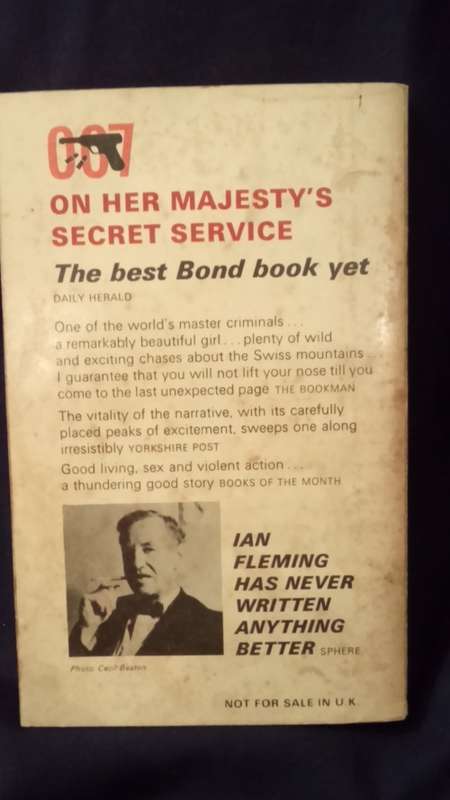 007
ON HER MAJESTY'S
SECRET SERVICE
The best Bond book yet
DAILY HERALD
One of the world's master criminals ...
a remarkably beautiful girl ... plenty of wild
and exciting chases about the Swiss mountains ...
I guarantee that you will not lift your nose till you
come to the last unexpected page THE BOOKMAN
The vitality of the narrative, with its carefully
placed peaks of excitement, sweeps one along
irresistibly YORKSHIRE POST
Good living, sex and violent action ...
a thundering good story BOOKS OF THE MONTH
IAN
FLEMING
HAS NEVER
WRITTEN
ANYTHING
BETTER SPHERE
Photo: Cecil Beaton
NOT FOR SALE IN U.K.